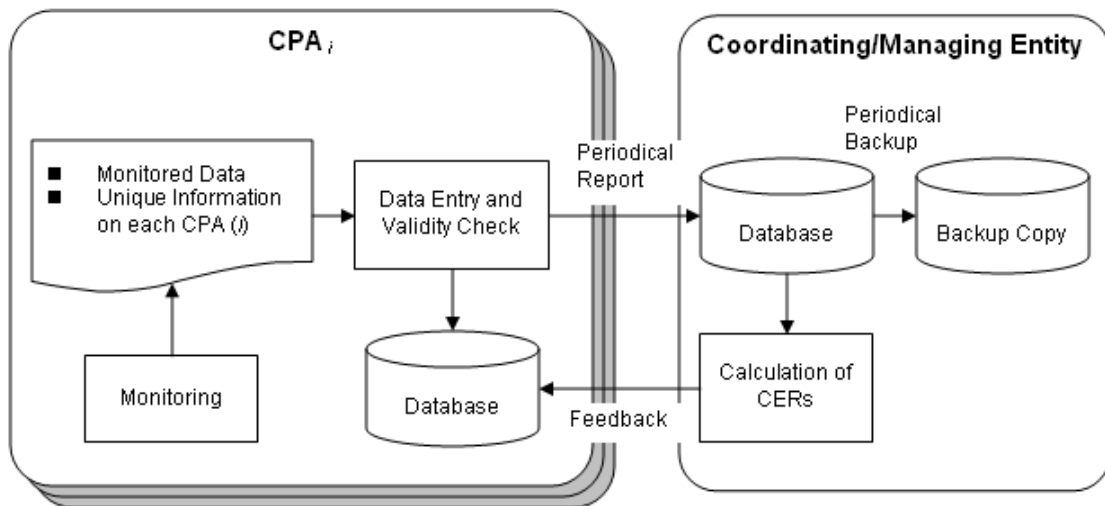 CPA i
Coordinating/Managing Entity
■ Monitored Data
■ Unique Information
on each CPA (i)
Data Entry and
Validity Check
Periodical
Report
Periodical
Backup
Database
Backup Copy
Monitoring
Database
Feedback
Calculation of
CERs